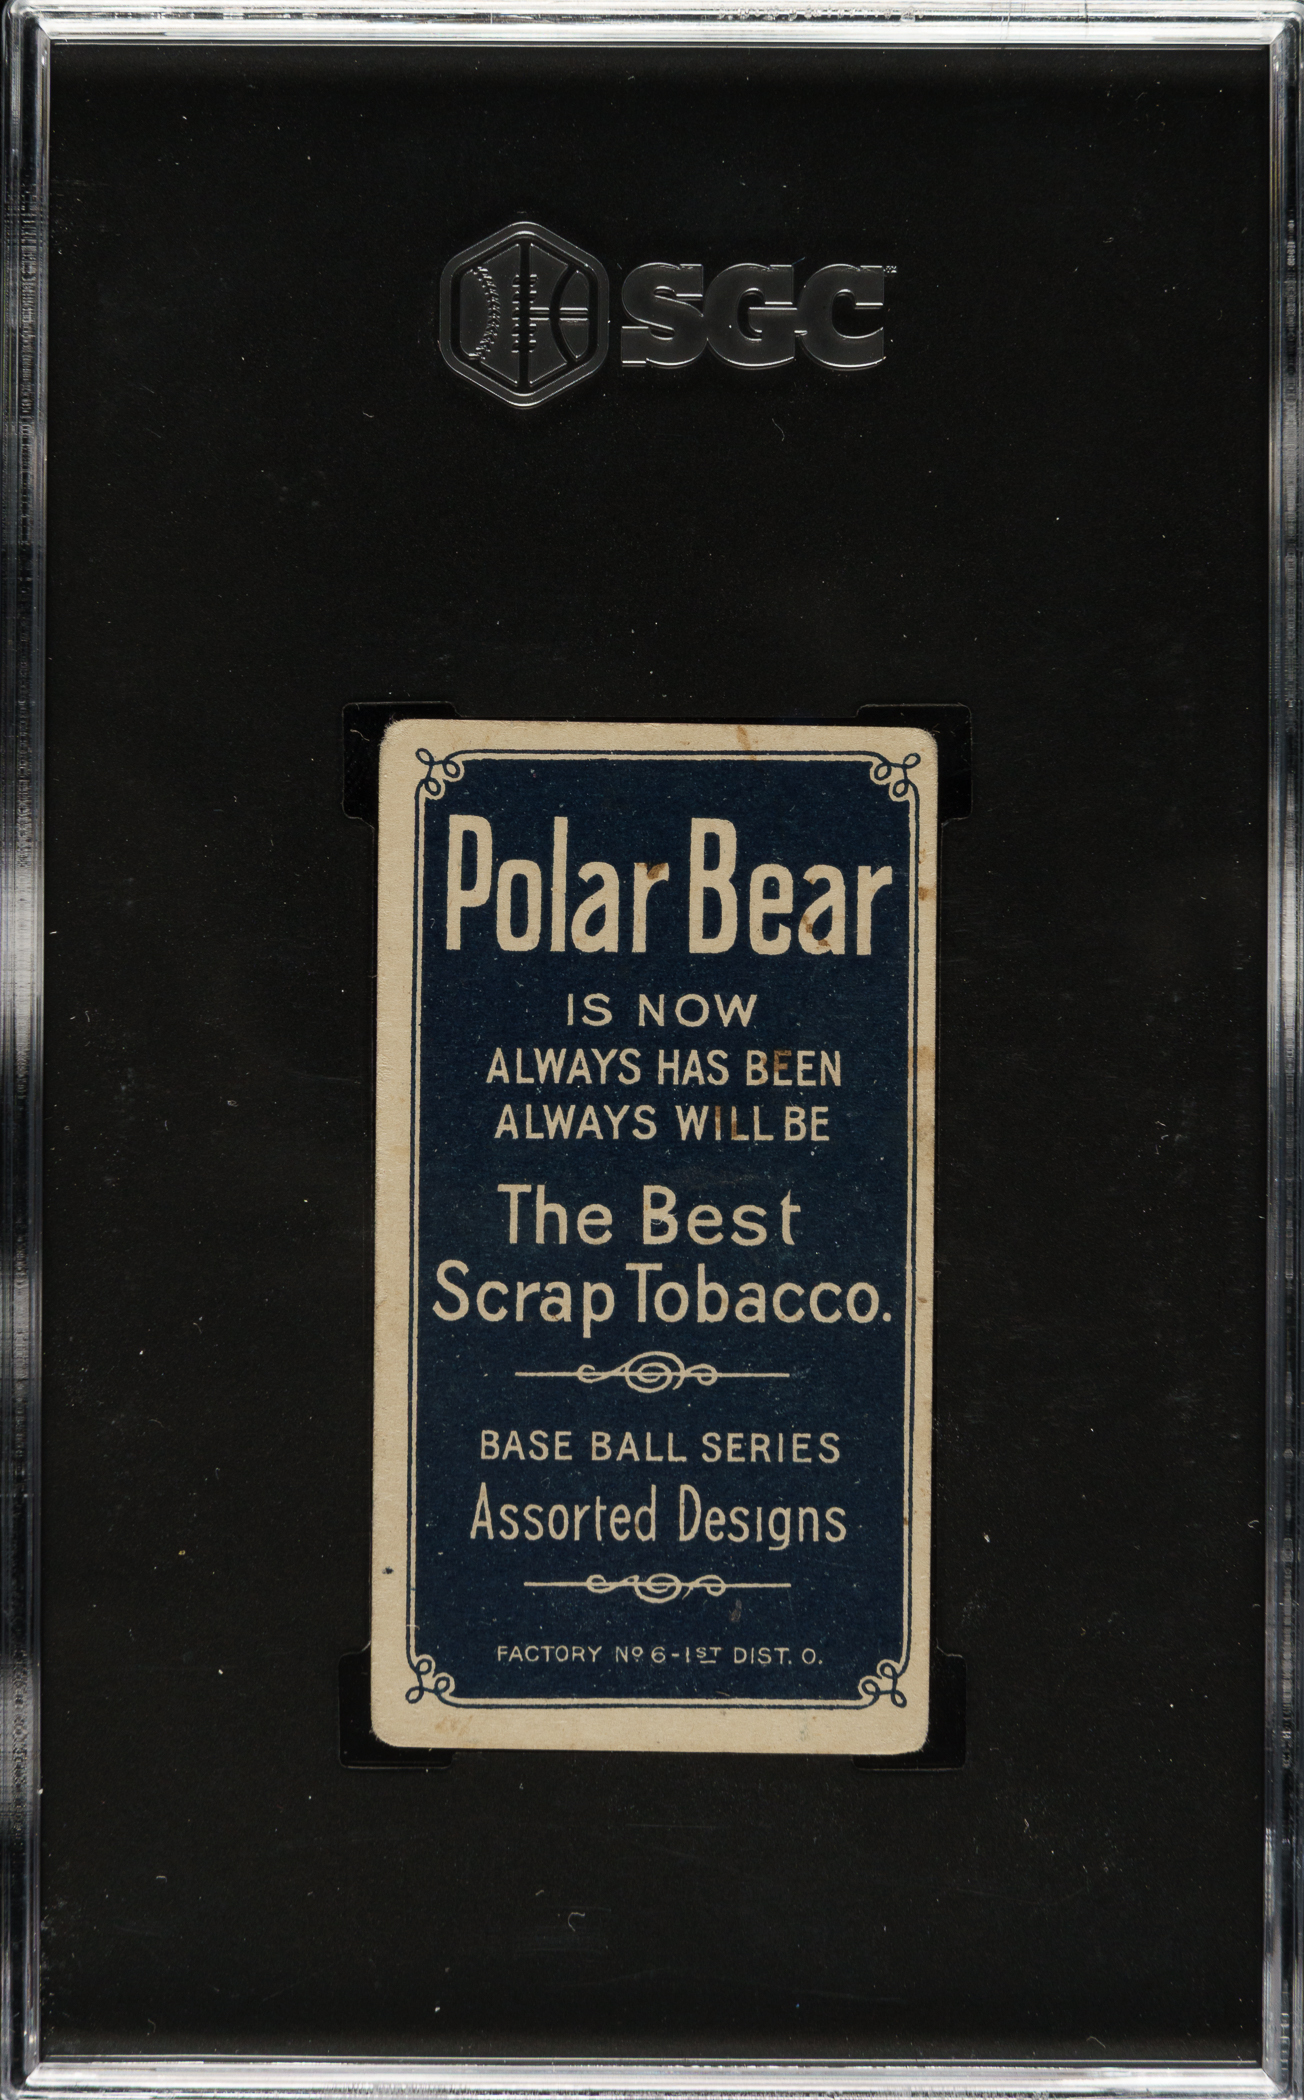 SGC
Polar Bear
IS NOW
ALWAYS HAS BEEN
ALWAYS WILL BE
The Best
Scrap Tobacco.
BASE BALL SERIES
Assorted Designs
FACTORY Nº 6-1ST DIST. O.